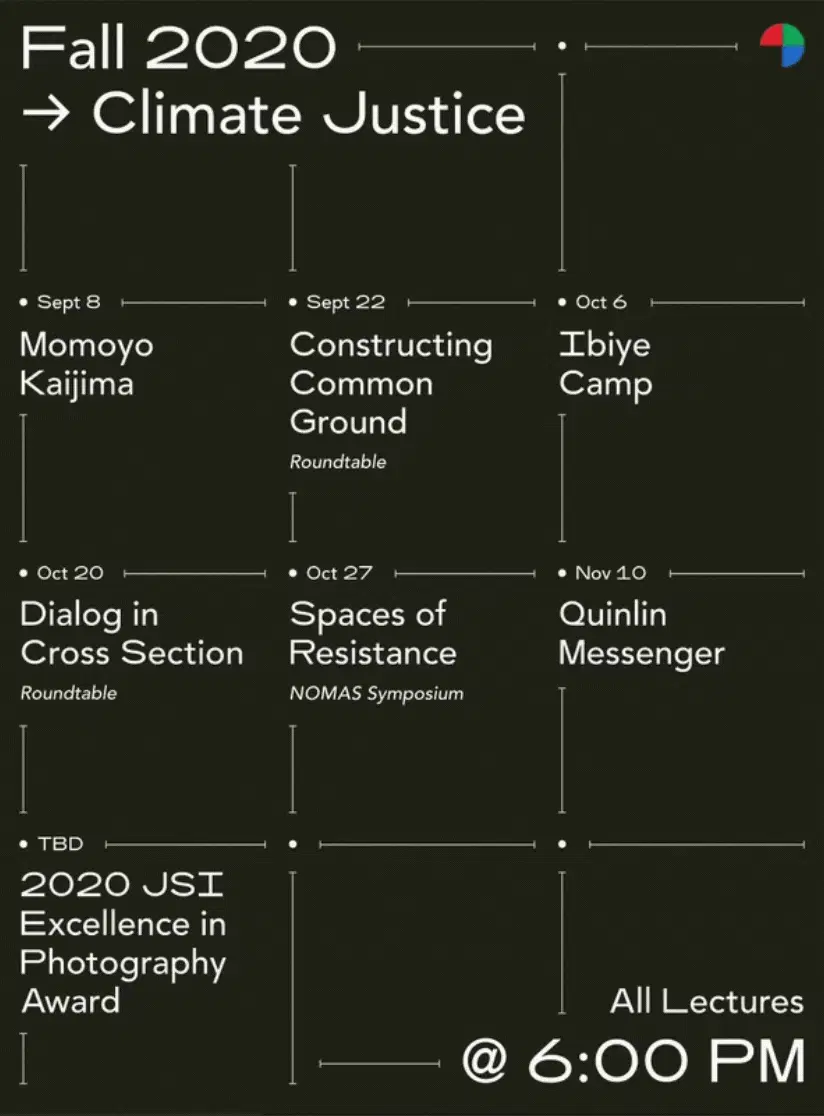 Fall 2020
→ Climate Justice
Sept 8
Momoyo
Kaijima
Sept 22
Constructing
Common
Ground
Roundtable
Oct 6
Ibiye
Camp
Oct 20
Dialog in
Cross Section
Roundtable
Oct 27
Spaces of
Resistance
NOMAS Symposium
Nov 10
Quinlin
Messenger
TBD
2020 JSI
Excellence in
Photography
Award
All Lectures
@ 6:00 PM